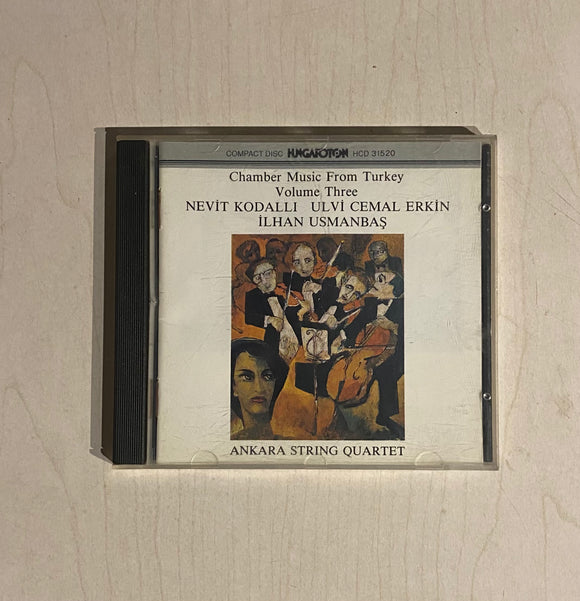 COMPACT DISC HUNGAROTON HCD 31520
Chamber Music From Turkey
Volume Three
NEVİT KODALLI ULVİ CEMAL ERKİN
İLHAN USMANBAŞ
ANKARA STRING QUARTET